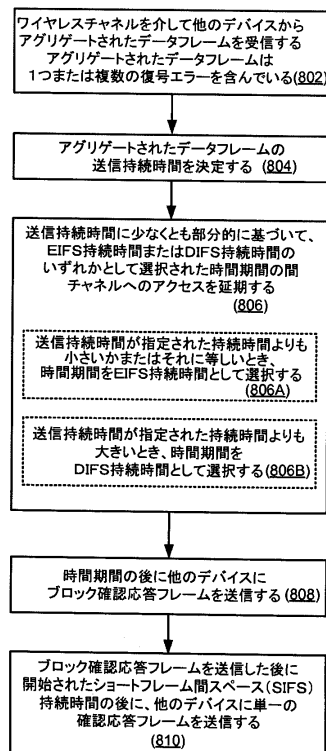 ワイヤレスチャネルを介して他のデバイスから
アグリゲートされたデータフレームを受信する
アグリゲートされたデータフレームは
1つまたは複数の復号エラーを含んでいる(802)
アグリゲートされたデータフレームの
送信持続時間を決定する (804)
送信持続時間に少なくとも部分的に基づいて、
EIFS持続時間またはDIFS持続時間の
いずれかとして選択された時間期間の間
チャネルへのアクセスを延期する
(806)
送信持続時間が指定された持続時間よりも
小さいかまたはそれに等しいとき、
時間期間をEIFS持続時間として選択する
(806A)
送信持続時間が指定された持続時間よりも
大きいとき、時間期間を
DIFS持続時間として選択する(806B)
時間期間の後に他のデバイスに
ブロック確認応答フレームを送信する(808)
ブロック確認応答フレームを送信した後に
開始されたショートフレーム間スペース(SIFS)
持続時間の後に、他のデバイスに単一の
確認応答フレームを送信する
(810)